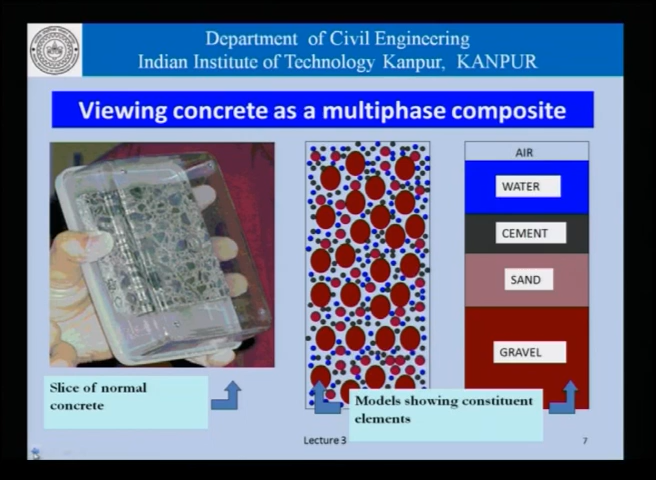 Department of Civil Engineering
Indian Institute of Technology Kanpur, KANPUR
Viewing concrete as a multiphase composite
AIR
WATER
CEMENT
SAND
GRAVEL
Slice of normal
concrete
Models showing constituent
elements
Lecture 3
7